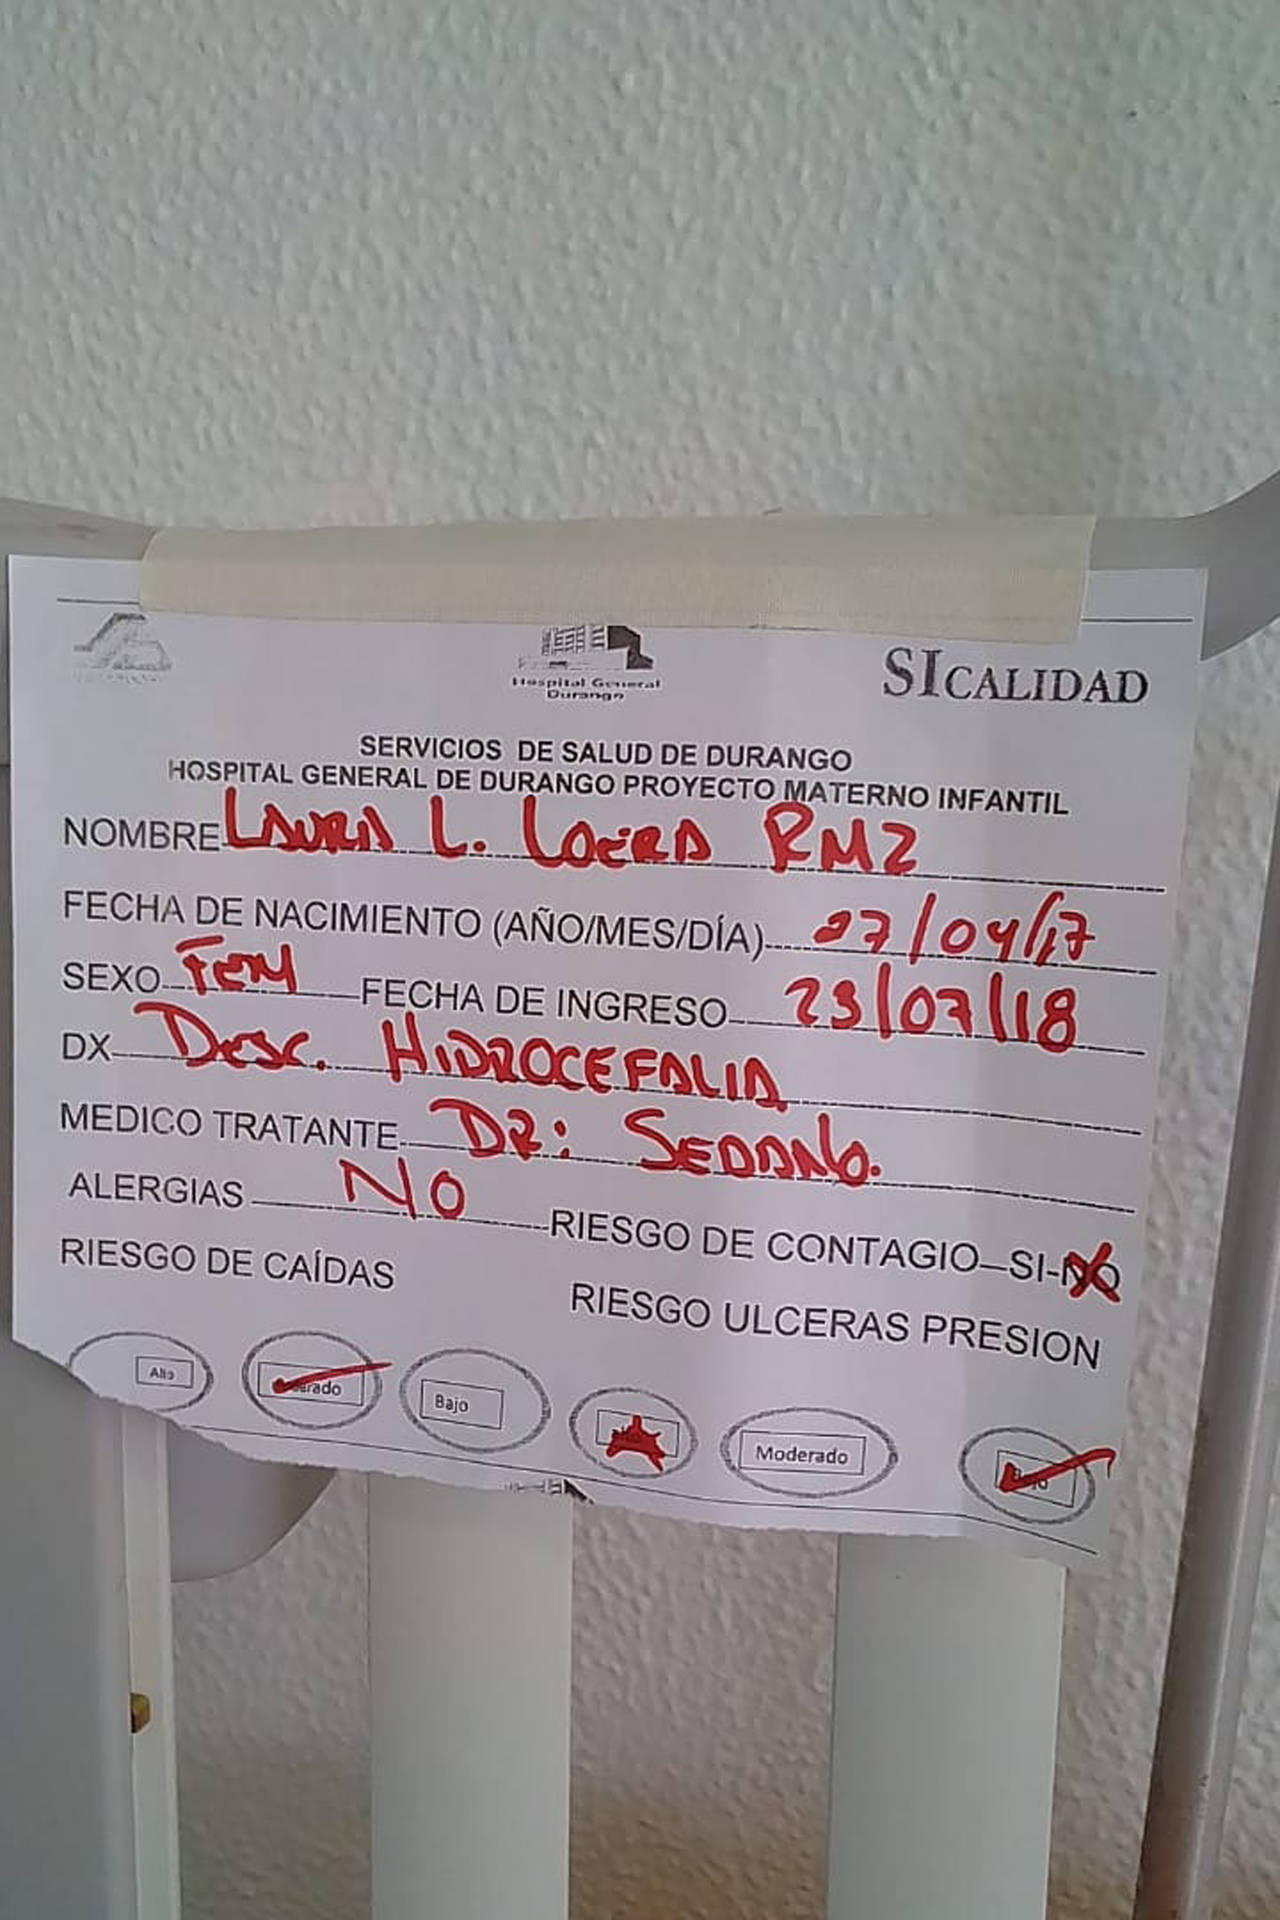 Hospital General
Durango
SICALIDAD
SERVICIOS DE SALUD DE DURANGO
HOSPITAL GENERAL DE DURANGO PROYECTO MATERNO INFANTIL
NOMBRE LAURA L. LOERA RMZ
FECHA DE NACIMIENTO (AÑO/MES/DÍA) 27/04/17
SEXO FEM FECHA DE INGRESO 23/07/18
DX DESC. HIDROCEFALIA
MEDICO TRATANTE DR: SEDANO.
ALERGIAS NO RIESGO DE CONTAGIO-SI-NO
RIESGO DE CAÍDAS RIESGO ULCERAS PRESION
Alto Moderado Bajo Moderado Bajo